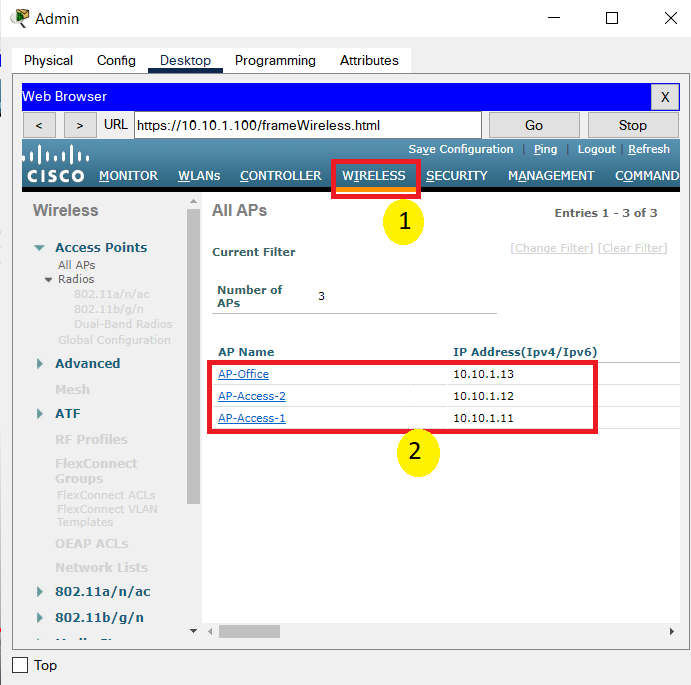 Admin
Physical Config Desktop Programming Attributes
Web Browser X
< > URL https://10.10.1.100/frameWireless.html Go Stop
Save Configuration | Ping | Logout | Refresh
CISCO MONITOR WLANs CONTROLLER WIRELESS SECURITY MANAGEMENT COMMAND
1
Wireless
Access Points
All APs
Radios
802.11a/n/ac
802.11b/g/n
Dual-Band Radios
Global Configuration
Advanced
Mesh
ATF
RF Profiles
FlexConnect
Groups
FlexConnect ACLs
FlexConnect VLAN
Templates
OEAP ACLs
Network Lists
802.11a/n/ac
802.11b/g/n
All APs Entries 1 - 3 of 3
Current Filter [Change Filter] [Clear Filter]
Number of
APs 3
AP Name IP Address(Ipv4/Ipv6)
AP-Office 10.10.1.13
AP-Access-2 10.10.1.12
AP-Access-1 10.10.1.11
2
Top